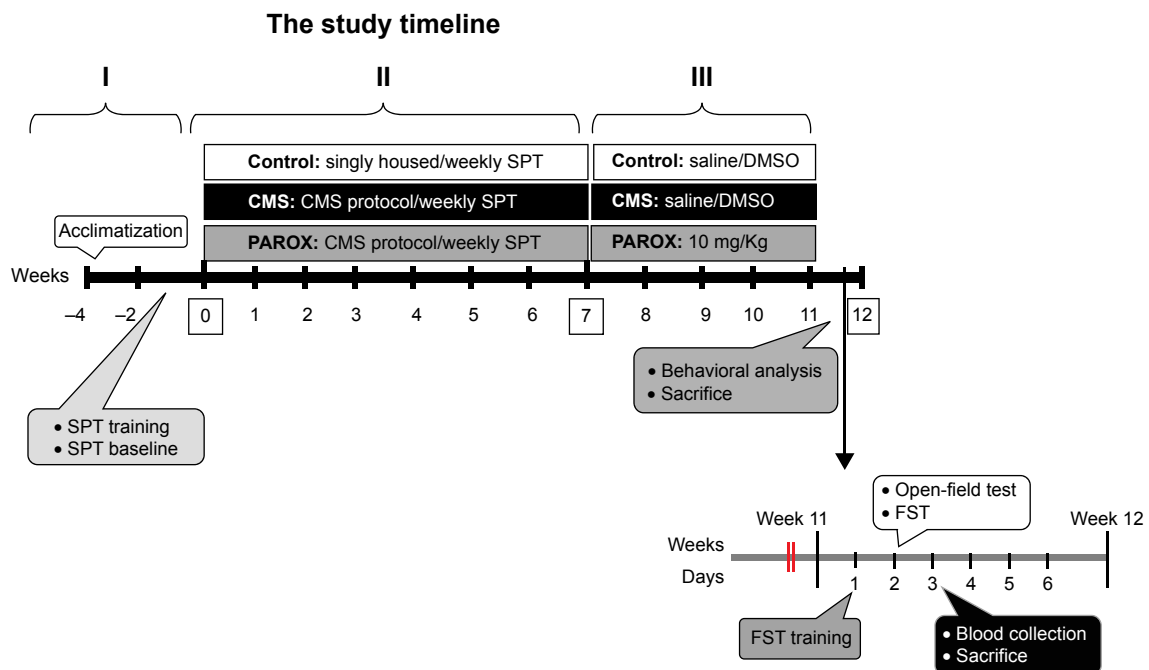 The study timeline
I II III
Control: singly housed/weekly SPT Control: saline/DMSO
CMS: CMS protocol/weekly SPT CMS: saline/DMSO
PAROX: CMS protocol/weekly SPT PAROX: 10 mg/Kg
Acclimatization
Weeks
–4 –2 0 1 2 3 4 5 6 7 8 9 10 11 12
• Behavioral analysis
• Sacrifice
• SPT training
• SPT baseline
• Open-field test
• FST
Week 11 Week 12
Weeks
Days 1 2 3 4 5 6
FST training
• Blood collection
• Sacrifice